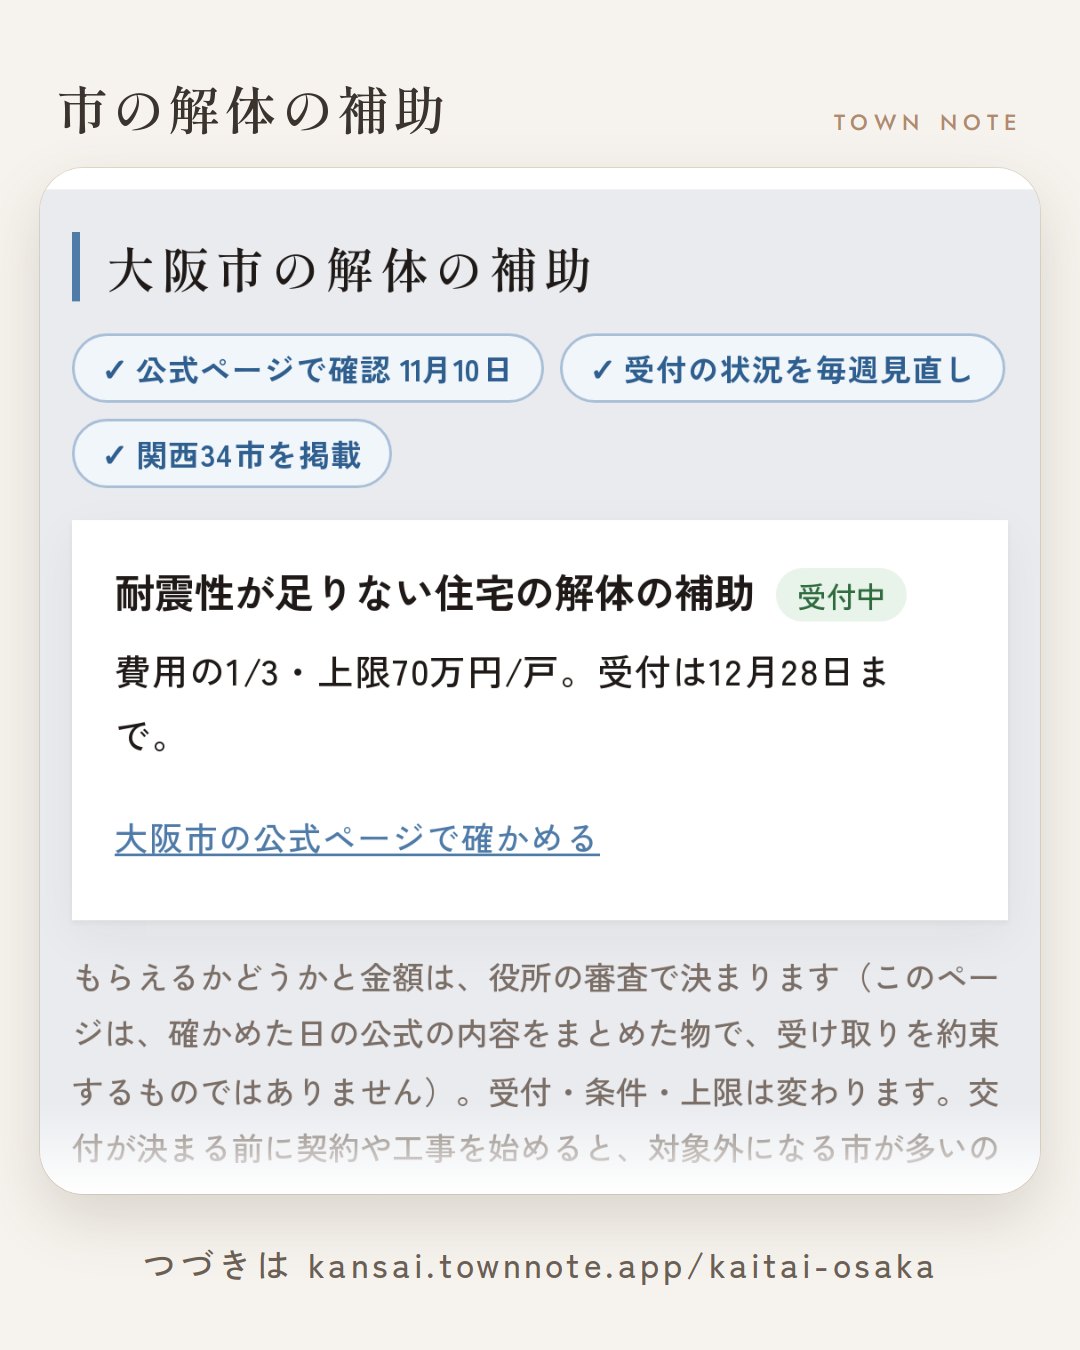 市の解体の補助
TOWN NOTE
大阪市の解体の補助
✓ 公式ページで確認 11月10日
✓ 受付の状況を毎週見直し
✓ 関西34市を掲載
耐震性が足りない住宅の解体の補助 受付中
費用の1/3・上限70万円/戸。受付は12月28日ま
で。
大阪市の公式ページで確かめる
もらえるかどうかと金額は、役所の審査で決まります（このペー
ジは、確かめた日の公式の内容をまとめた物で、受け取りを約束
するものではありません）。受付・条件・上限は変わります。交
付が決まる前に契約や工事を始めると、対象外になる市が多いの
つづきは kansai.townnote.app/kaitai-osaka